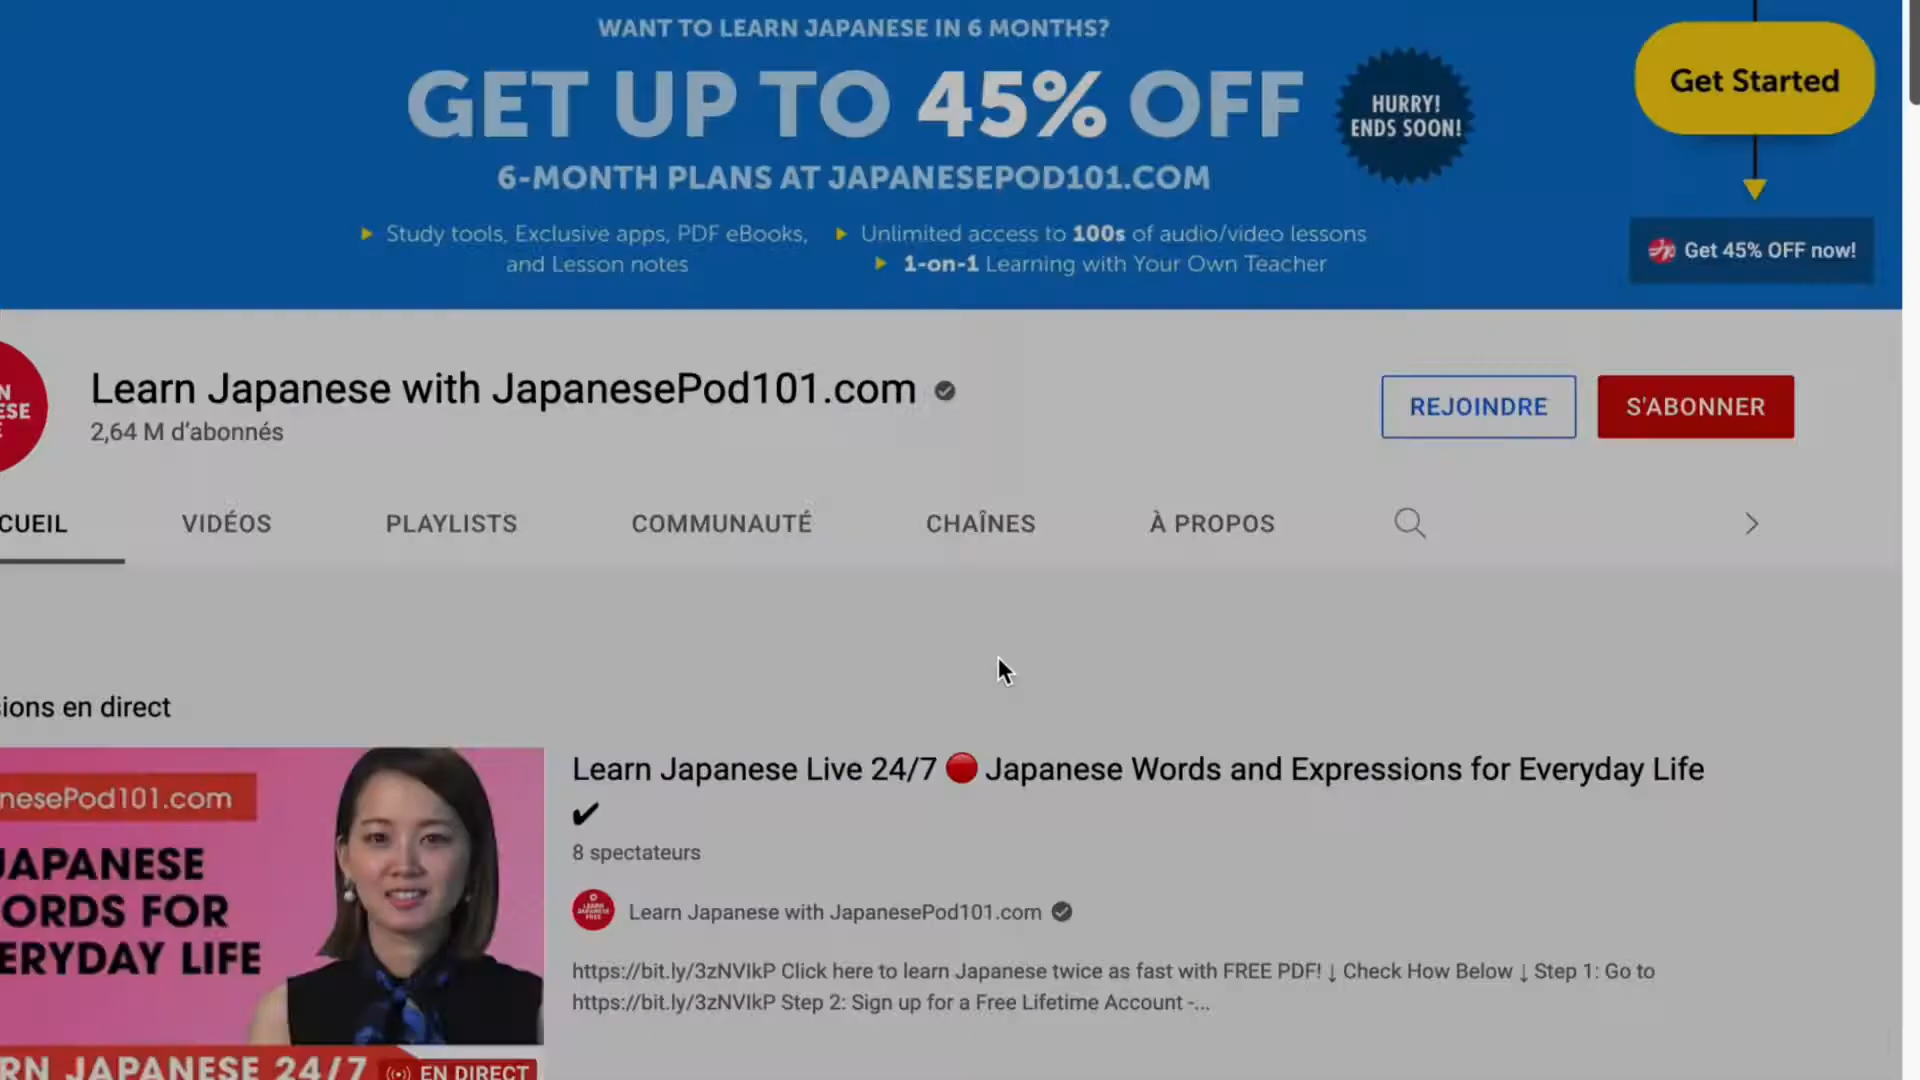 WANT TO LEARN JAPANESE IN 6 MONTHS?
GET UP TO 45% OFF
HURRY!
ENDS SOON!
6-MONTH PLANS AT JAPANESEPOD101.COM
Study tools, Exclusive apps, PDF eBooks,
and Lesson notes
Unlimited access to 100s of audio/video lessons
1-on-1 Learning with Your Own Teacher
Get Started
Get 45% OFF now!
Learn Japanese with JapanesePod101.com
2,64 M d'abonnés
REJOINDRE
S'ABONNER
CUEIL
VIDÉOS
PLAYLISTS
COMMUNAUTÉ
CHAÎNES
À PROPOS
sions en direct
nesePod101.com
JAPANESE
ORDS FOR
ERYDAY LIFE
RN JAPANESE 24/7
EN DIRECT
Learn Japanese Live 24/7 🔴 Japanese Words and Expressions for Everyday Life
✔
8 spectateurs
Learn Japanese with JapanesePod101.com
https://bit.ly/3zNVIkP Click here to learn Japanese twice as fast with FREE PDF! ↓ Check How Below ↓ Step 1: Go to
https://bit.ly/3zNVIkP Step 2: Sign up for a Free Lifetime Account -...